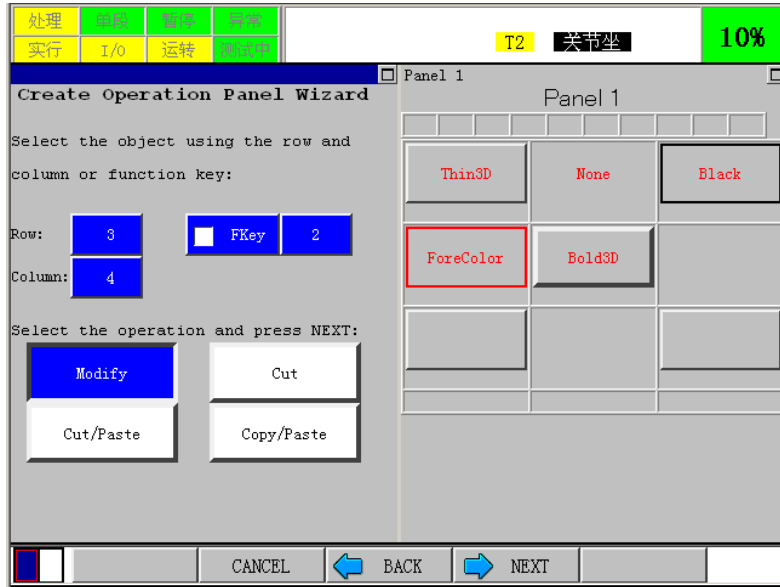 处理 单段 暂停 异常
实行 I/O 运转 测试中
T2 关节坐 10%
Create Operation Panel Wizard
Select the object using the row and
column or function key:
Row: 3 FKey 2
Column: 4
Select the operation and press NEXT:
Modify Cut
Cut/Paste Copy/Paste
Panel 1
Panel 1
Thin3D None Black
ForeColor Bold3D
CANCEL BACK NEXT